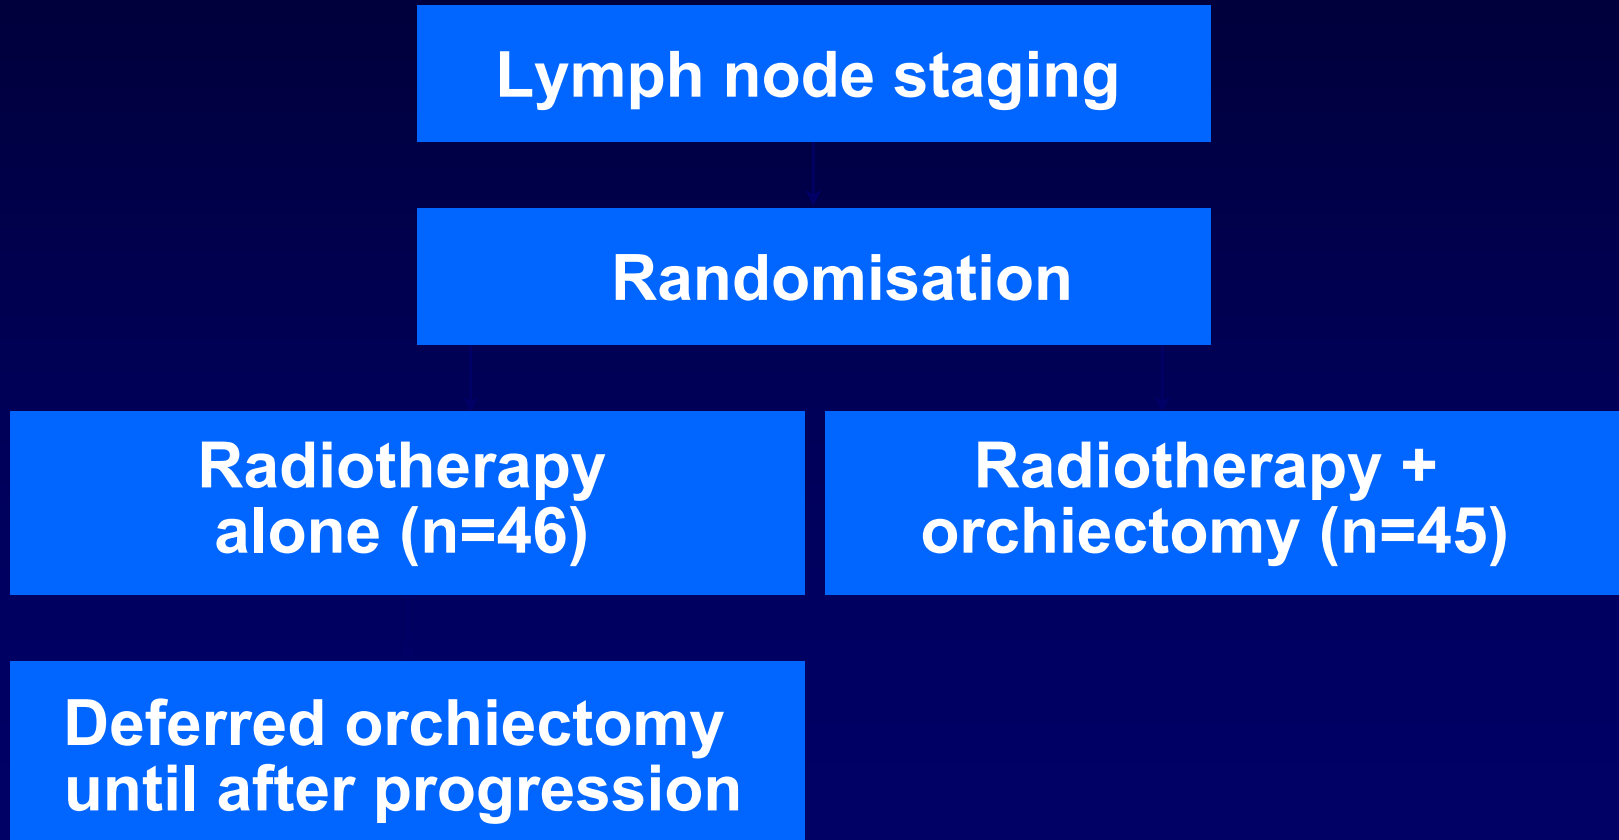 Lymph node staging
Randomisation
Radiotherapy
alone (n=46)
Radiotherapy +
orchiectomy (n=45)
Deferred orchiectomy
until after progression